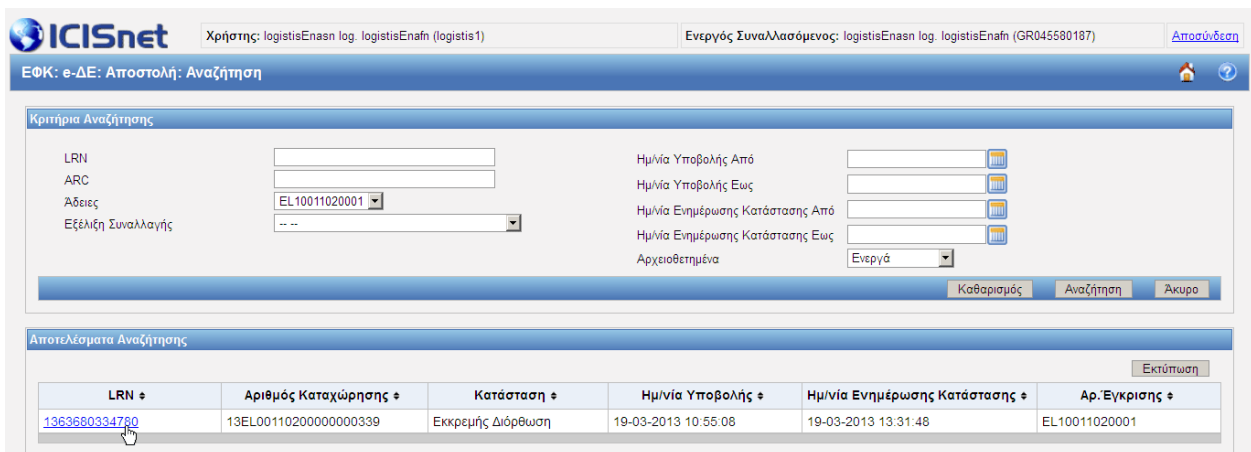 ICISnet Χρήστης: logistisEnasn log. logistisEnafn (logistis1) Ενεργός Συναλλασόμενος: logistisEnasn log. logistisEnafn (GR045580187) Αποσύνδεση
ΕΦΚ: e-ΔΕ: Αποστολή: Αναζήτηση
Κριτήρια Αναζήτησης
LRN Ημ/νία Υποβολής Από
ARC Ημ/νία Υποβολής Εως
Άδειες EL10011020001 Ημ/νία Ενημέρωσης Κατάστασης Από
Εξέλιξη Συναλλαγής -- -- Ημ/νία Ενημέρωσης Κατάστασης Εως
Αρχειοθετημένα Ενεργά
Καθαρισμός Αναζήτηση Άκυρο
Αποτελέσματα Αναζήτησης
Εκτύπωση
LRN Αριθμός Καταχώρησης Κατάσταση Ημ/νία Υποβολής Ημ/νία Ενημέρωσης Κατάστασης Αρ.Έγκρισης
1363680334780 13EL00110200000000339 Εκκρεμής Διόρθωση 19-03-2013 10:55:08 19-03-2013 13:31:48 EL10011020001